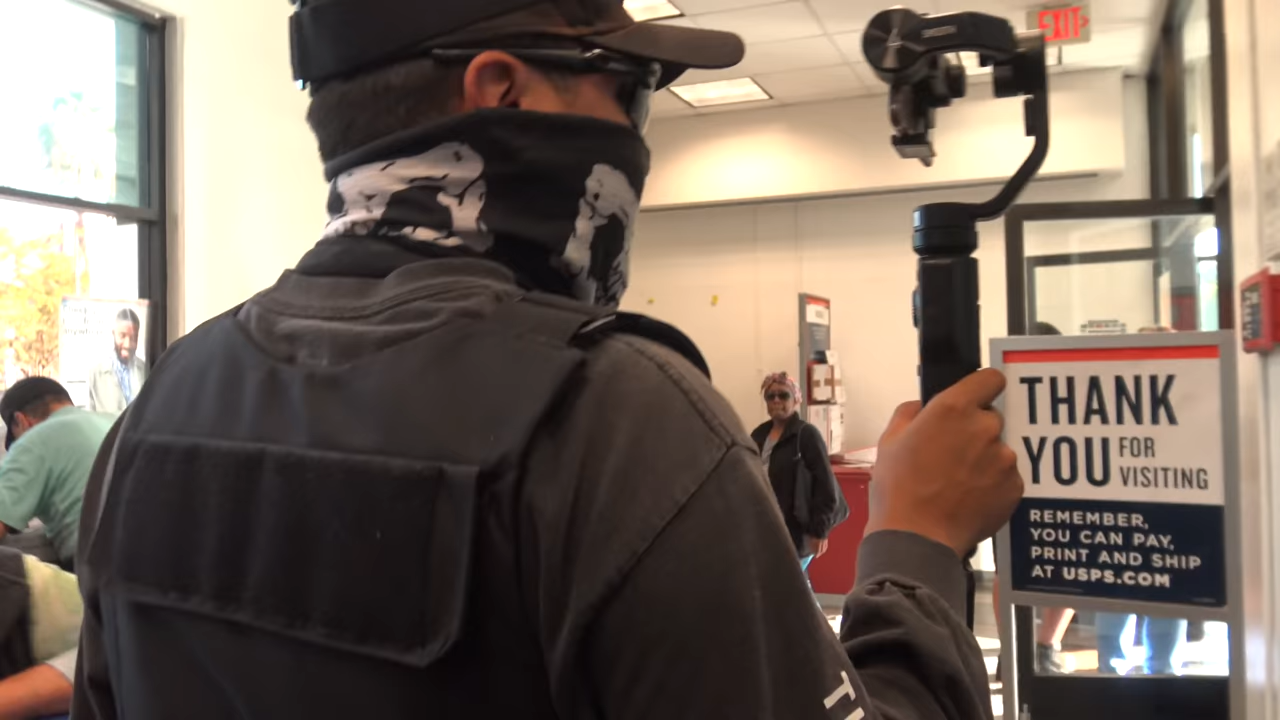 EXIT
THANK
YOU FOR
VISITING
REMEMBER,
YOU CAN PAY,
PRINT AND SHIP
AT USPS.COM